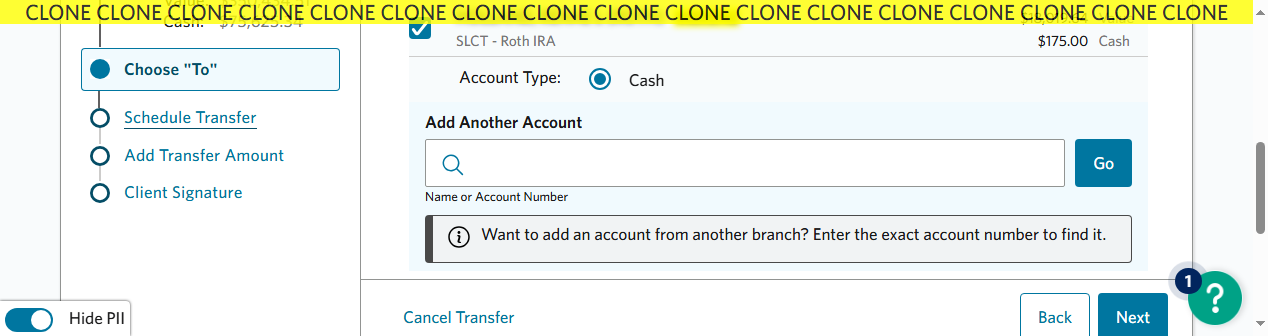 CLONE CLONE CLONE CLONE CLONE CLONE CLONE CLONE CLONE CLONE CLONE CLONE CLONE CLONE CLONE CLONE CLONE
Cash:
SLCT - Roth IRA
$175.00 Cash
Choose "To"
Account Type:
Cash
Schedule Transfer
Add Another Account
Add Transfer Amount
Go
Client Signature
Name or Account Number
Want to add an account from another branch? Enter the exact account number to find it.
1
?
Hide PII
Cancel Transfer
Back
Next